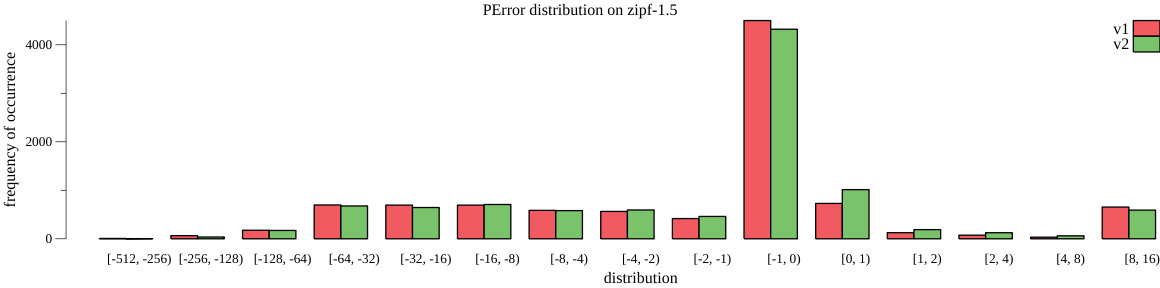 PError distribution on zipf-1.5
v1
v2
frequency of occurrence
4000
2000
0
[-512, -256) [-256, -128) [-128, -64) [-64, -32) [-32, -16) [-16, -8) [-8, -4) [-4, -2) [-2, -1) [-1, 0) [0, 1) [1, 2) [2, 4) [4, 8) [8, 16)
distribution